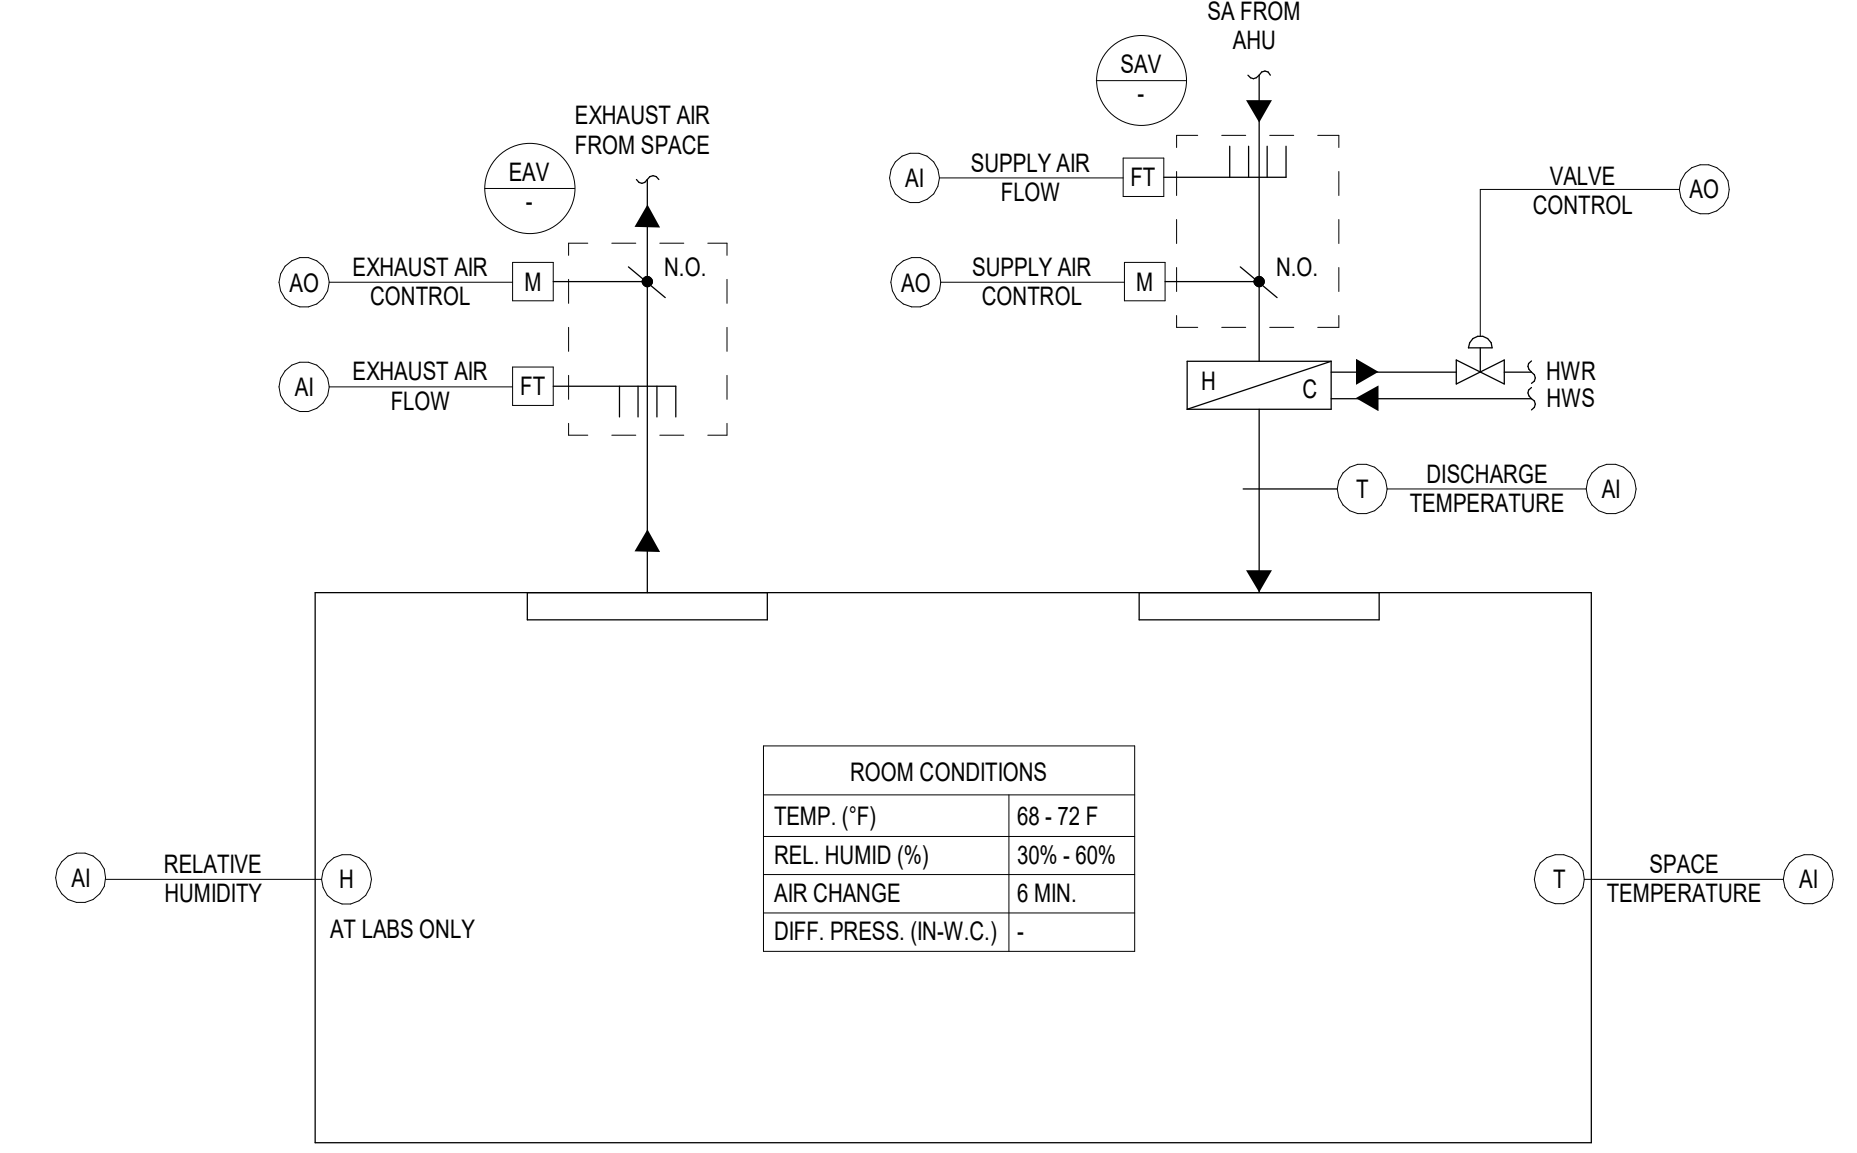 SA FROM
AHU
SAV
-
EXHAUST AIR
FROM SPACE
EAV
-
AI
SUPPLY AIR
FLOW
FT
VALVE
CONTROL
AO
AO
EXHAUST AIR
CONTROL
M
N.O.
AO
SUPPLY AIR
CONTROL
M
N.O.
AI
EXHAUST AIR
FLOW
FT
H
C
HWR
HWS
T
DISCHARGE
TEMPERATURE
AI
ROOM CONDITIONS
TEMP. (°F) 68 - 72 F
REL. HUMID (%) 30% - 60%
AIR CHANGE 6 MIN.
DIFF. PRESS. (IN-W.C.) -
AI
RELATIVE
HUMIDITY
H
AT LABS ONLY
T
SPACE
TEMPERATURE
AI